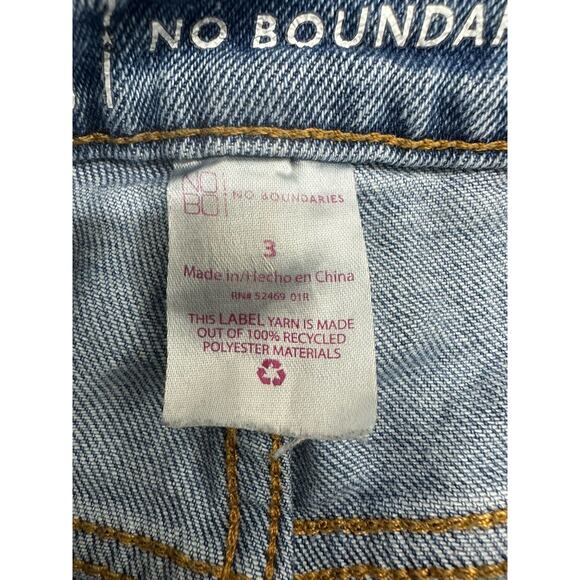 NO BOUNDAR
NO
BO
NO BOUNDARIES
3
Made in/Hecho en China
RN# 52469 01R
THIS LABEL YARN IS MADE
OUT OF 100% RECYCLED
POLYESTER MATERIALS